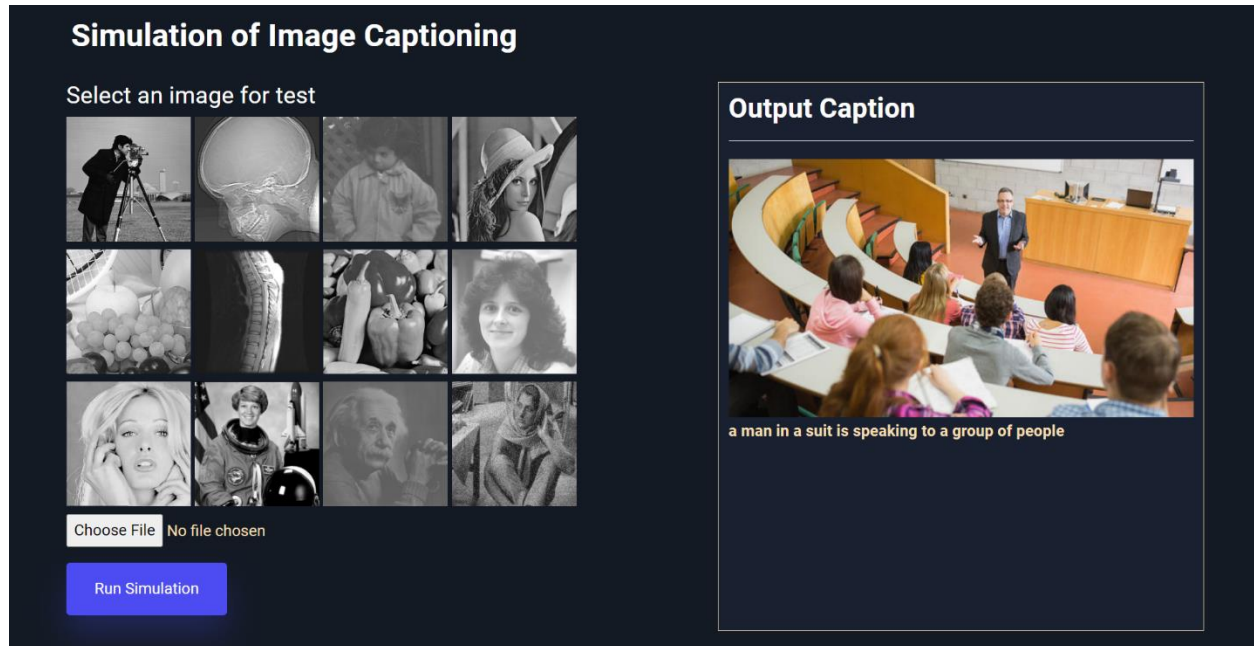 Simulation of Image Captioning
Select an image for test
Choose File No file chosen
Run Simulation
Output Caption
a man in a suit is speaking to a group of people